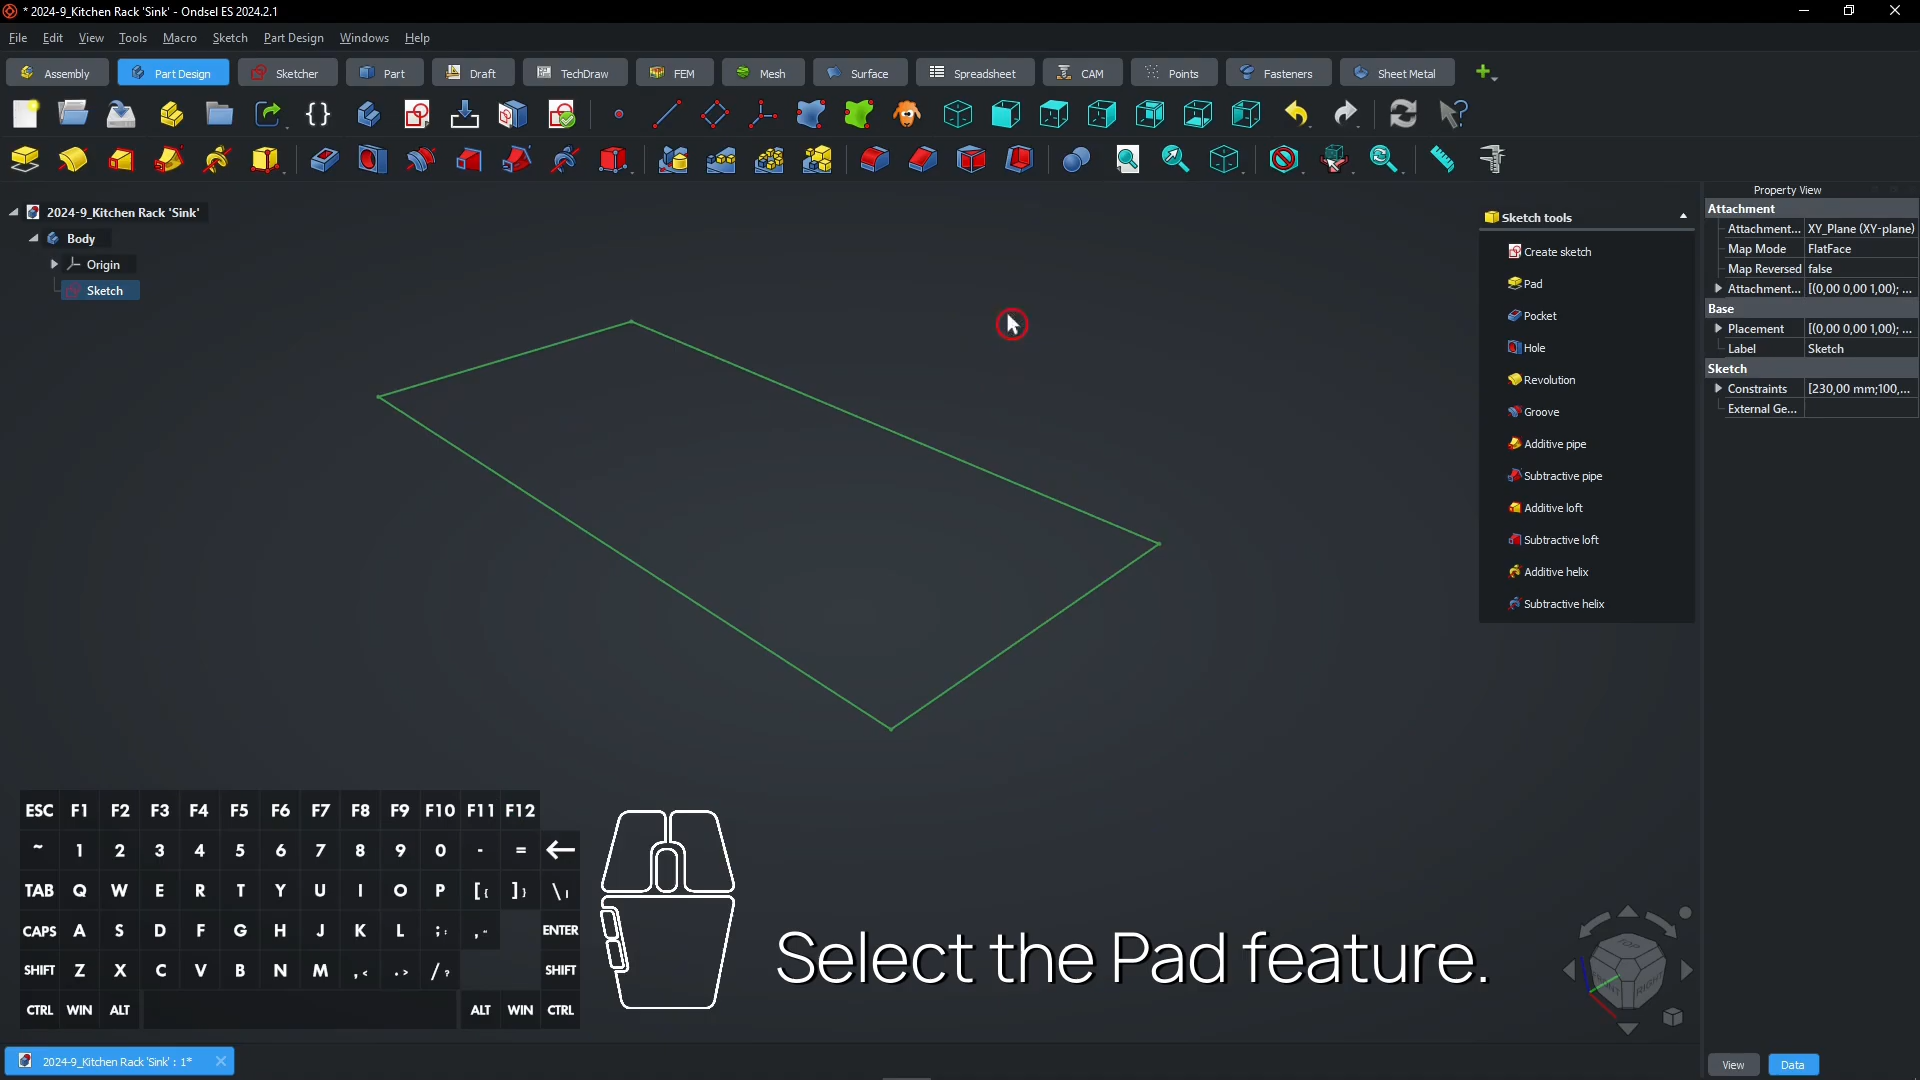 * 2024-9_Kitchen Rack 'Sink' - Ondsel ES 2024.2.1
File Edit View Tools Macro Sketch Part Design Windows Help
Assembly Part Design Sketcher Part Draft TechDraw FEM Mesh Surface Spreadsheet CAM Points Fasteners Sheet Metal
2024-9_Kitchen Rack 'Sink'
Body
Origin
Sketch
Sketch tools
Create sketch
Pad
Pocket
Hole
Revolution
Groove
Additive pipe
Subtractive pipe
Additive loft
Subtractive loft
Additive helix
Subtractive helix
Property View
Attachment
Attachment... XY_Plane (XY-plane)
Map Mode FlatFace
Map Reversed false
Attachment... [(0,00 0,00 1,00); ...
Base
Placement [(0,00 0,00 1,00); ...
Label Sketch
Sketch
Constraints [230,00 mm;100,...
External Ge...
ESC F1 F2 F3 F4 F5 F6 F7 F8 F9 F10 F11 F12
~ 1 2 3 4 5 6 7 8 9 0 - =
TAB Q W E R T Y U I O P [{ ]} \|
CAPS A S D F G H J K L ;: ," ENTER
SHIFT Z X C V B N M ,< .> /? SHIFT
CTRL WIN ALT ALT WIN CTRL
Select the Pad feature.
TOP
FRONT RIGHT
2024-9_Kitchen Rack 'Sink' : 1*
View Data